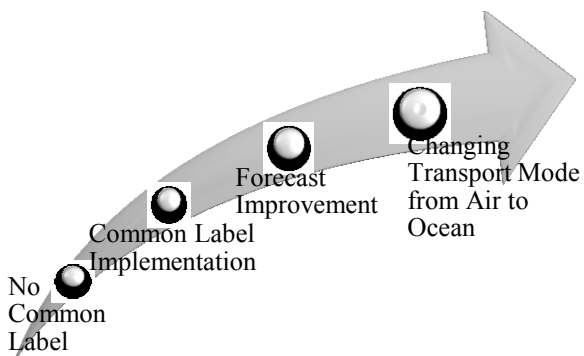 No
Common
Label
Common Label
Implementation
Forecast
Improvement
Changing
Transport Mode
from Air to
Ocean